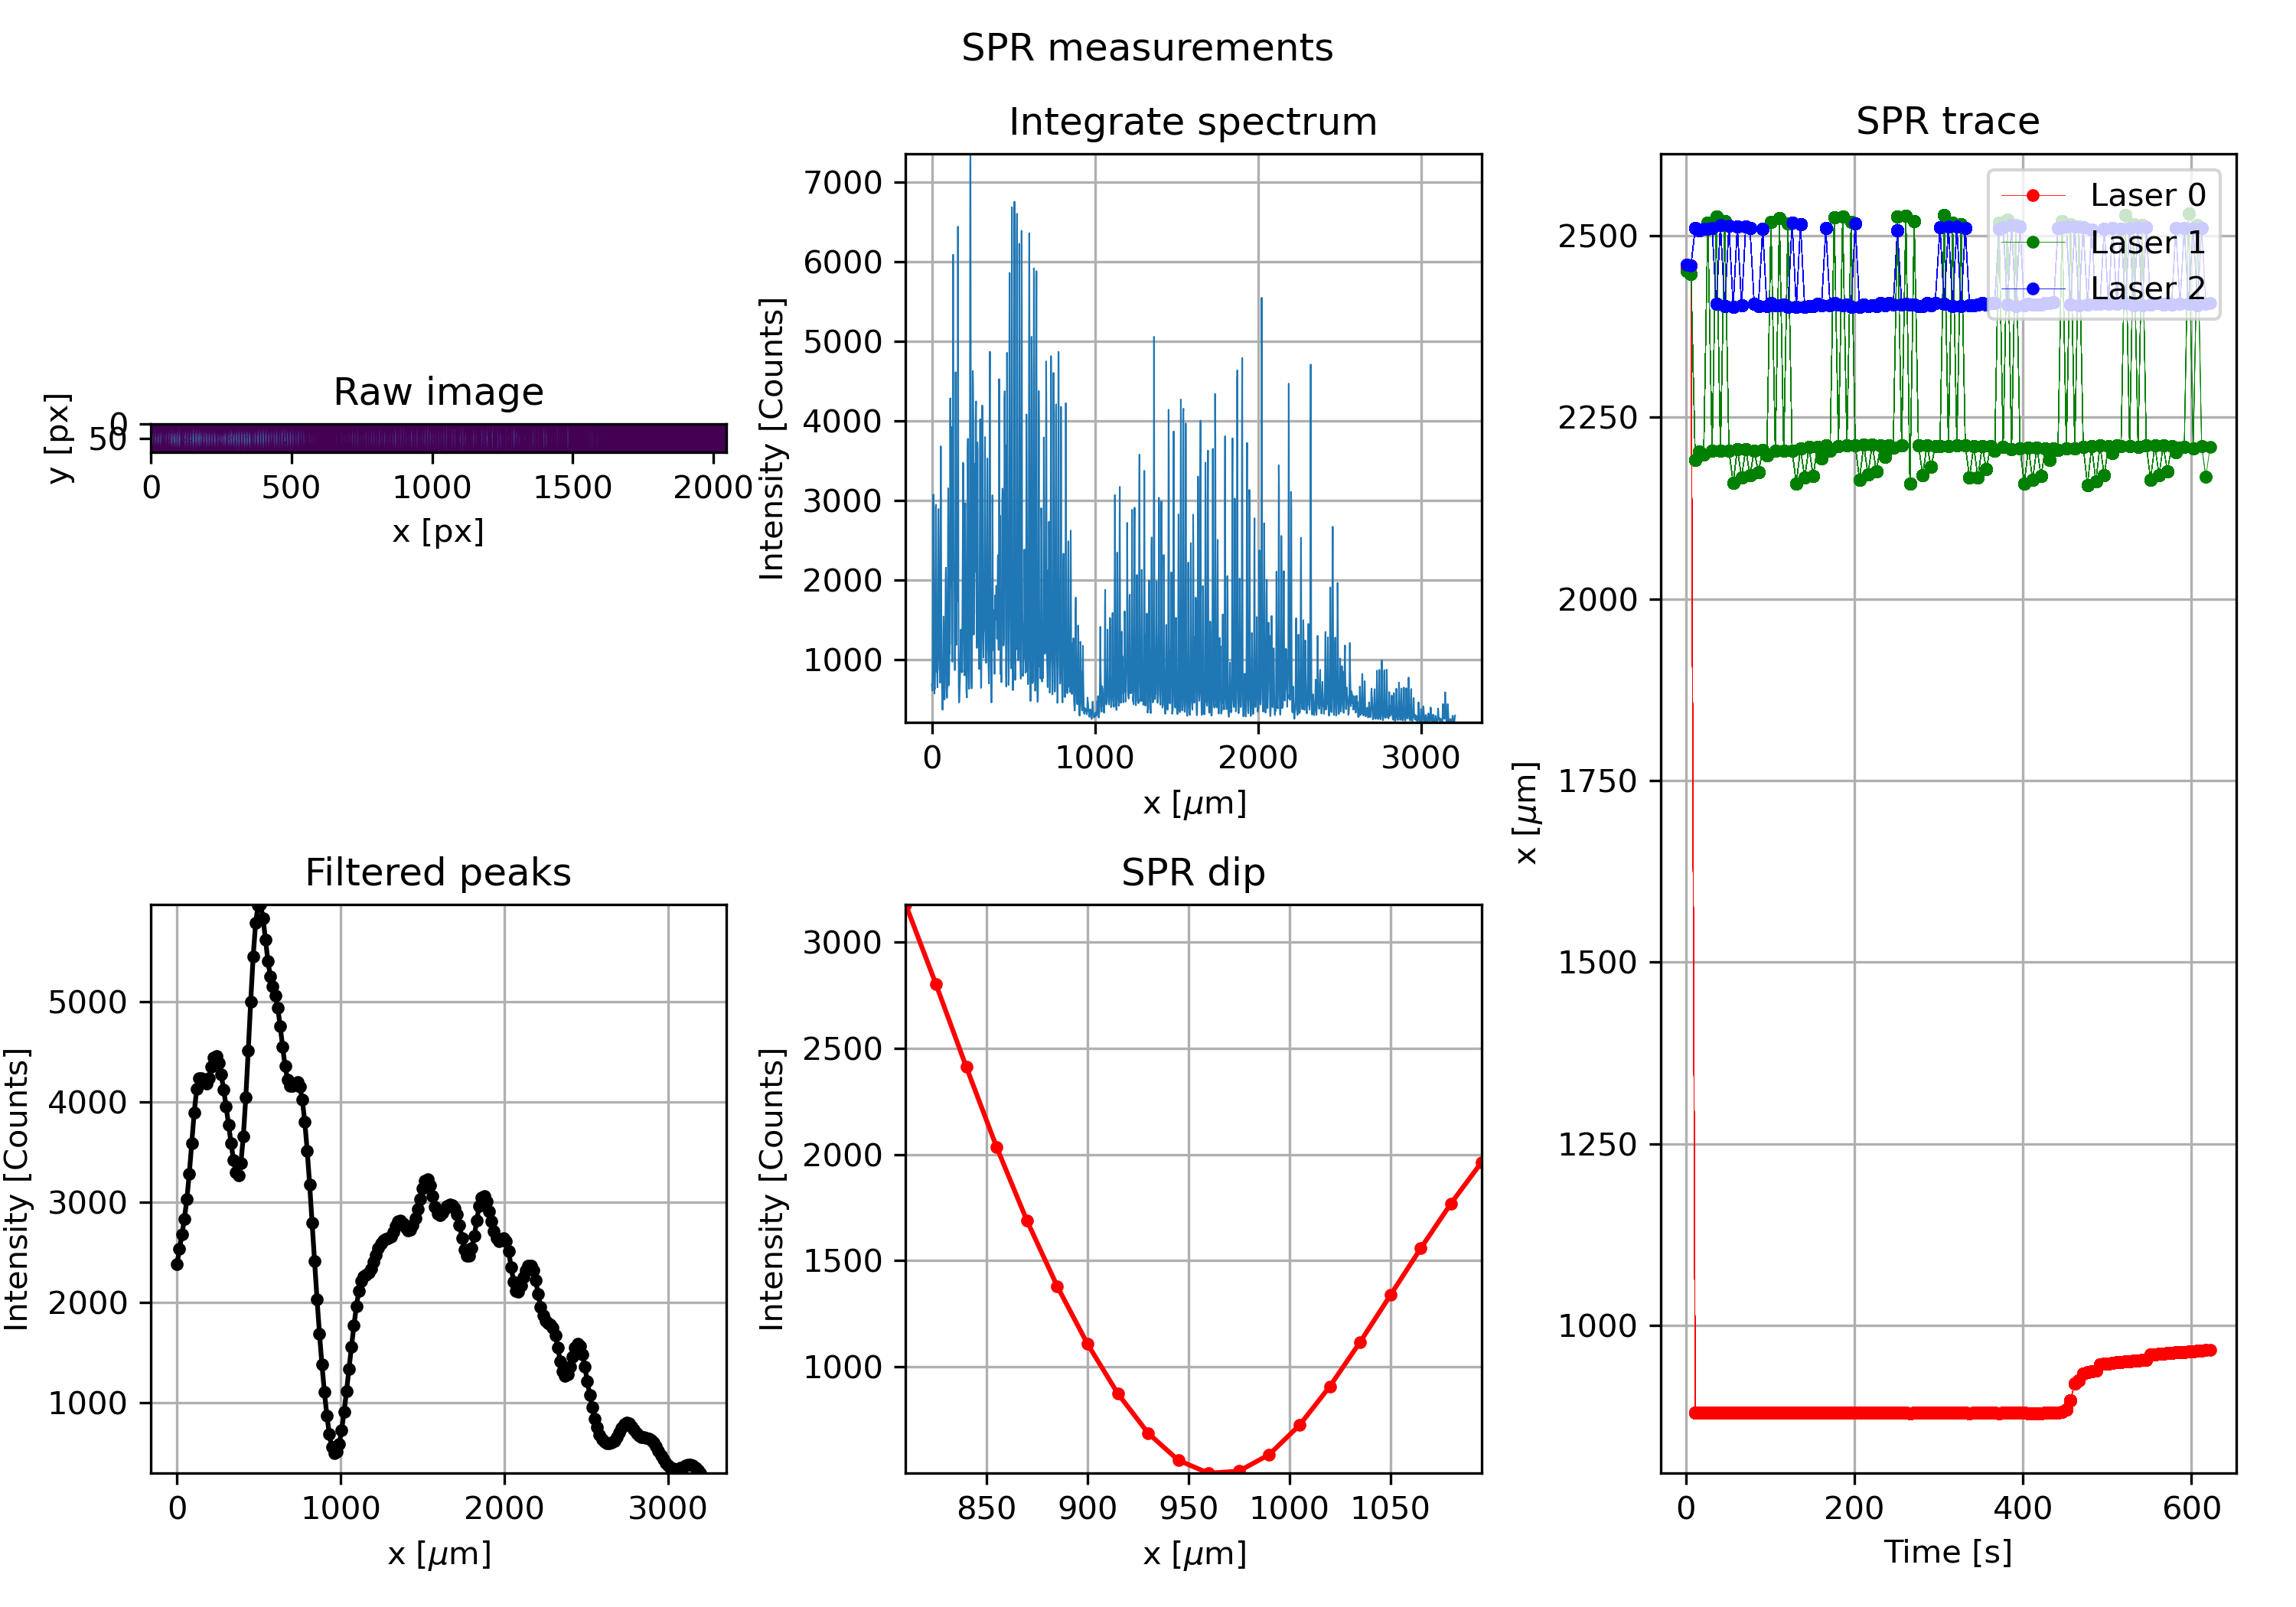 SPR measurements
Raw image
y [px]
0
50
0 500 1000 1500 2000
x [px]
Integrate spectrum
Intensity [Counts]
7000
6000
5000
4000
3000
2000
1000
0 1000 2000 3000
x [μm]
Filtered peaks
Intensity [Counts]
5000
4000
3000
2000
1000
0 1000 2000 3000
x [μm]
SPR dip
Intensity [Counts]
3000
2500
2000
1500
1000
850 900 950 1000 1050
x [μm]
SPR trace
Laser 0
Laser 1
Laser 2
x [μm]
2500
2250
2000
1750
1500
1250
1000
0 200 400 600
Time [s]